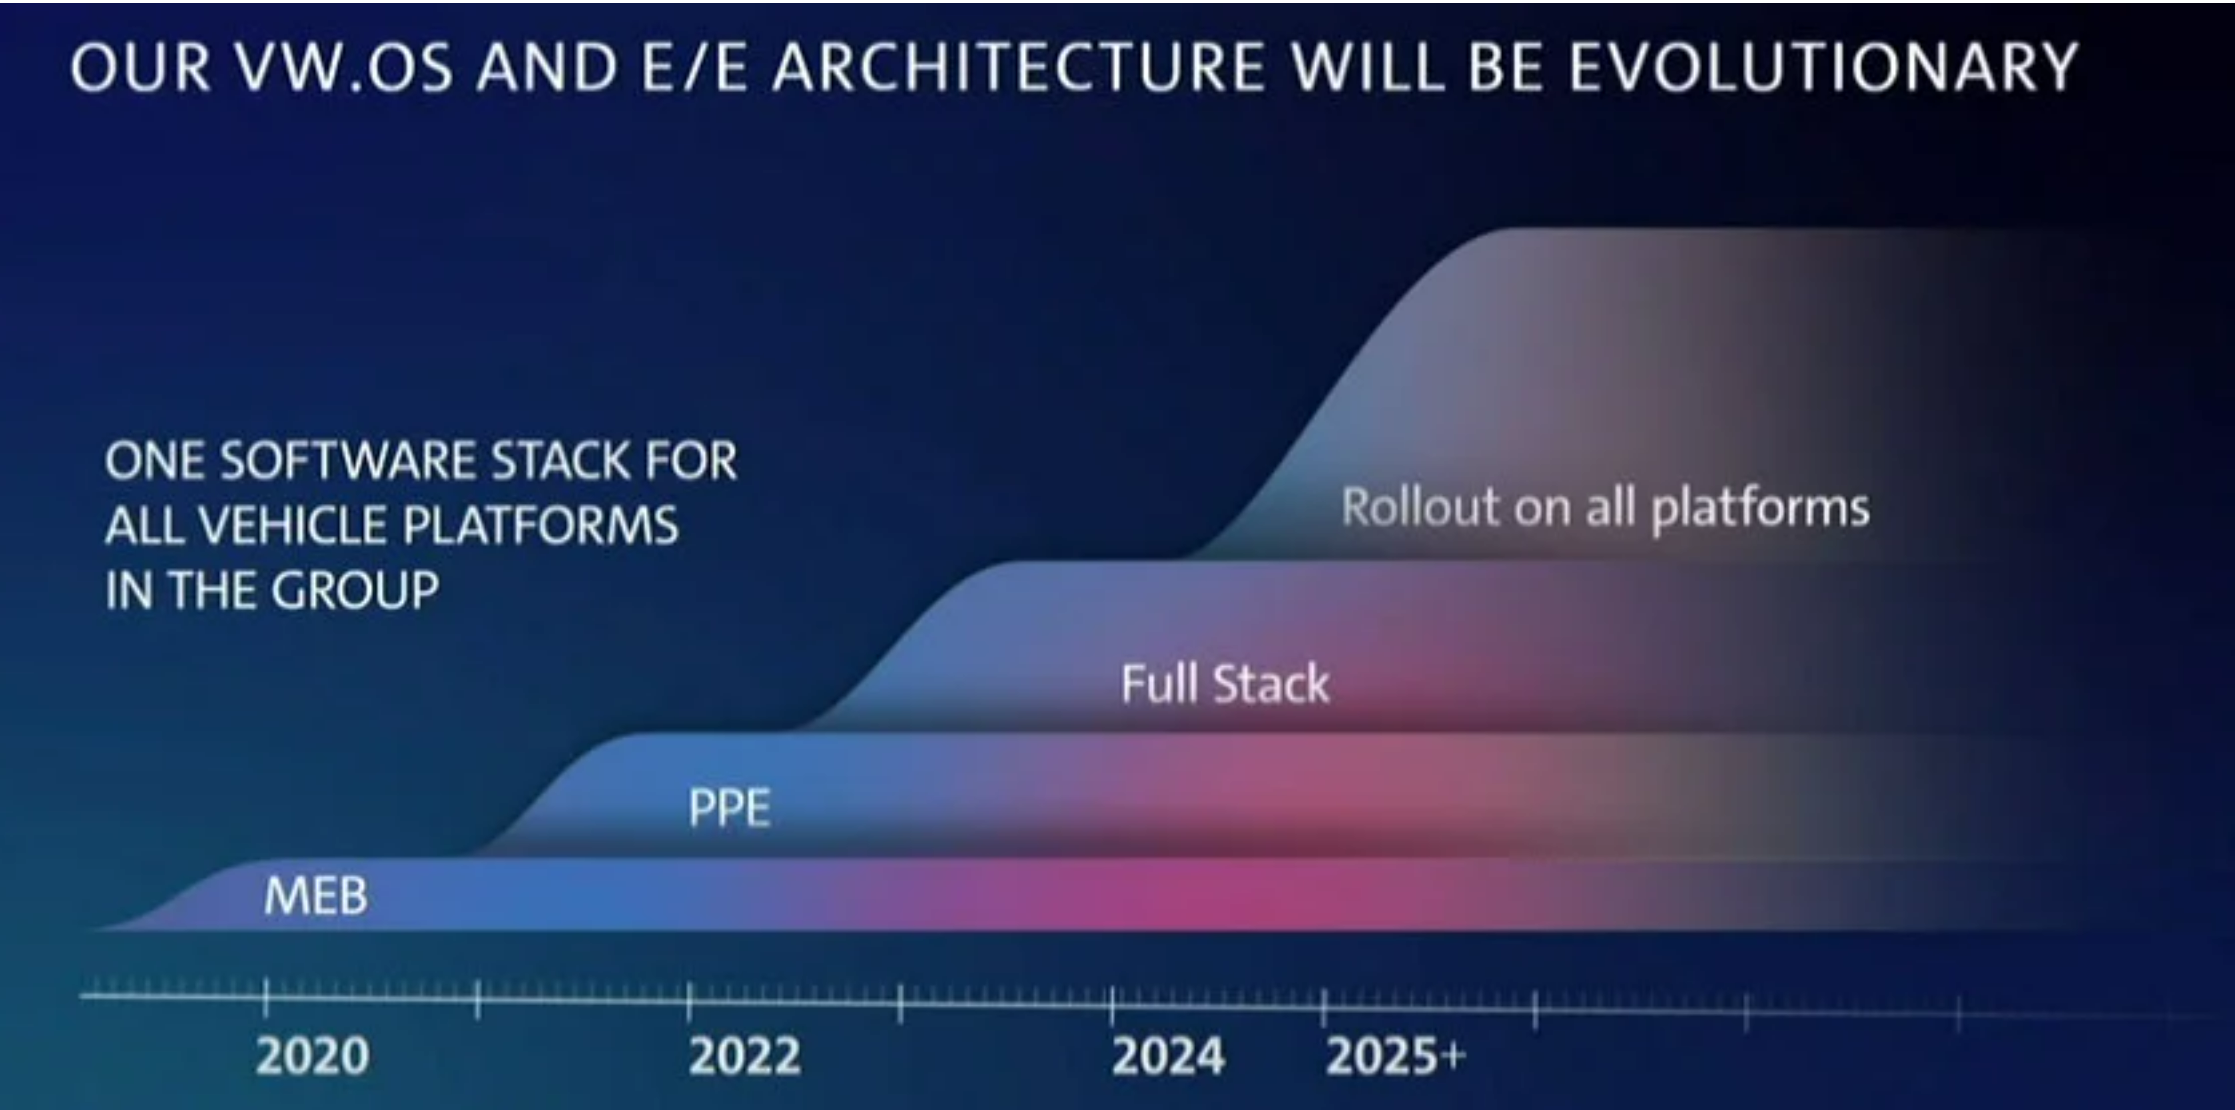 OUR VW.OS AND E/E ARCHITECTURE WILL BE EVOLUTIONARY
ONE SOFTWARE STACK FOR
ALL VEHICLE PLATFORMS
IN THE GROUP
Rollout on all platforms
Full Stack
PPE
MEB
2020 2022 2024 2025+